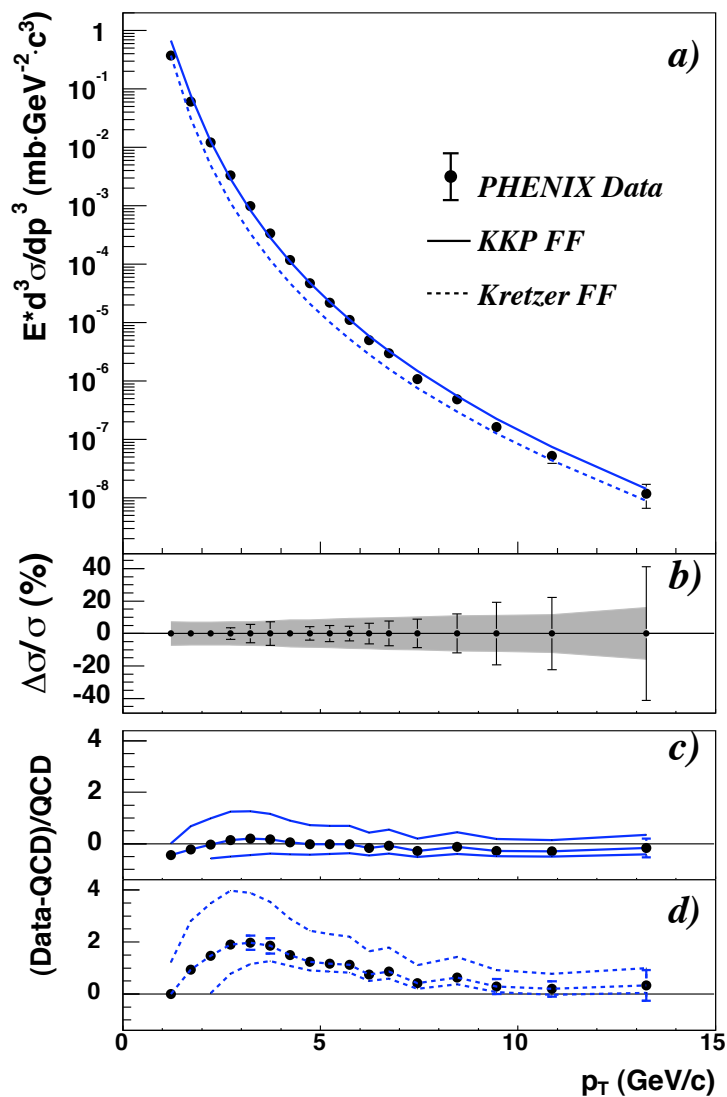 a)
E*d³σ/dp³ (mb·GeV⁻²·c³)
1
10⁻¹
10⁻²
10⁻³
10⁻⁴
10⁻⁵
10⁻⁶
10⁻⁷
10⁻⁸
PHENIX Data
KKP FF
Kretzer FF
b)
Δσ/σ (%)
40
20
0
-20
-40
c)
(Data-QCD)/QCD
4
2
0
d)
4
2
0
0 5 10 15
p_T (GeV/c)